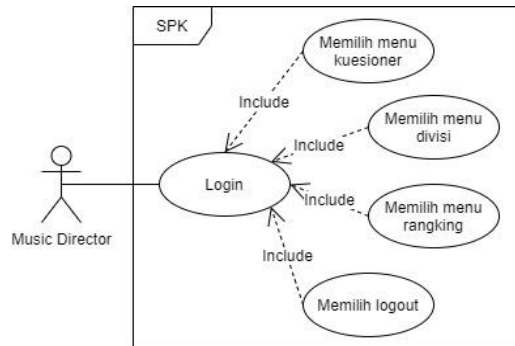 SPK
Memilih menu
kuesioner
Include
Memilih menu
divisi
Include
Login
Include
Memilih menu
rangking
Music Director
Include
Memilih logout